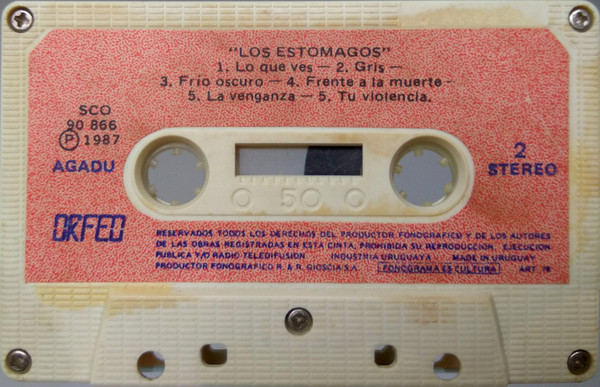 "LOS ESTOMAGOS"
1. Lo que ves — 2. Gris —
3. Frío oscuro — 4. Frente a la muerte -
5. La venganza — 5. Tu violencia.
SCO
90 866
Ⓟ 1987
AGADU
2
STEREO
0 50 0
ORFEO
RESERVADOS TODOS LOS DERECHOS DEL PRODUCTOR FONOGRAFICO Y DE LOS AUTORES
DE LAS OBRAS REGISTRADAS EN ESTA CINTA, PROHIBIDA SU REPRODUCCION, EJECUCION
PUBLICA Y/O RADIO TELEDIFUSION INDUSTRIA URUGUAYA MADE IN URUGUAY
PRODUCTOR FONOGRAFICO R. & R. GIOSCIA S.A. FONOGRAMA ES CULTURA ART. 78